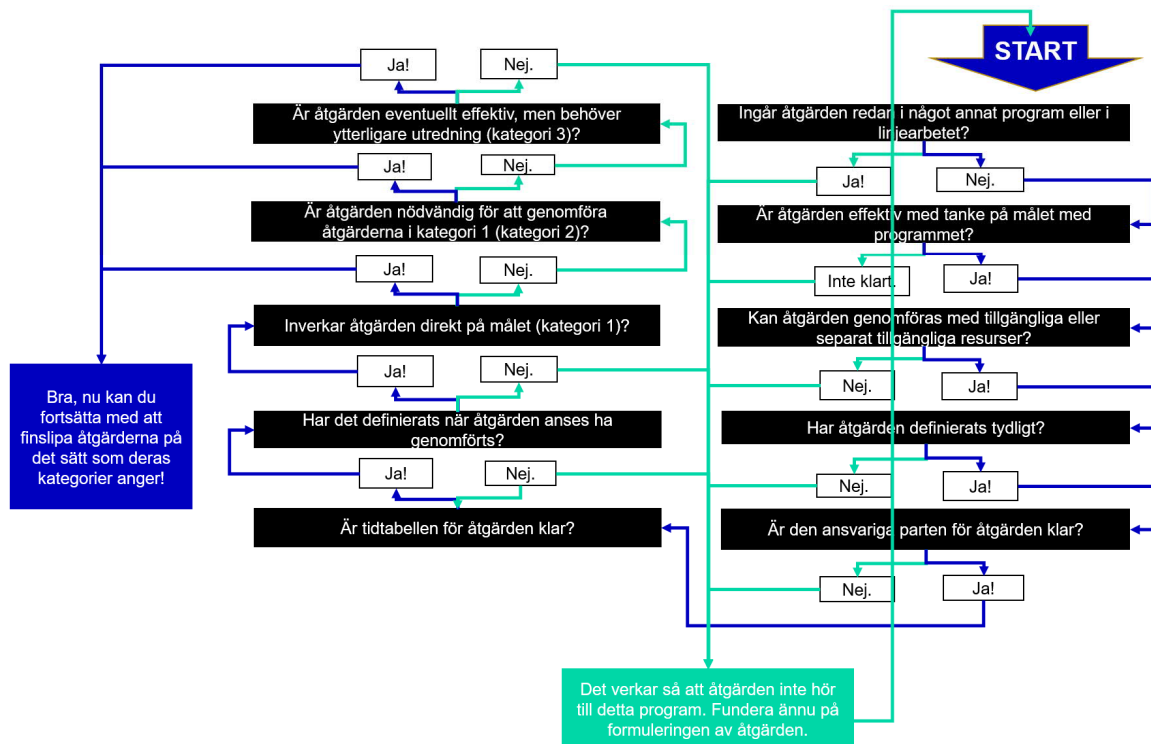 START
Ingår åtgärden redan i något annat program eller i
linjearbetet?
Ja!
Nej.
Är åtgärden effektiv med tanke på målet med
programmet?
Inte klart.
Ja!
Kan åtgärden genomföras med tillgängliga eller
separat tillgängliga resurser?
Nej.
Ja!
Har åtgärden definierats tydligt?
Nej.
Ja!
Är den ansvariga parten för åtgärden klar?
Nej.
Ja!
Är tidtabellen för åtgärden klar?
Ja!
Nej.
Har det definierats når åtgärden anses ha
genomförts?
Ja!
Nej.
Inverkar åtgärden direkt på målet (kategori 1)?
Ja!
Nej.
Är åtgärden nödvändig för att genomföra
åtgärderna i kategori 1 (kategori 2)?
Ja!
Nej.
Är åtgärden eventuellt effektiv, men behöver
ytterligare utredning (kategori 3)?
Ja!
Nej.
Bra, nu kan du
fortsätta med att
finslipa åtgärderna på
det sätt som deras
kategorier anger!
Det verkar så att åtgärden inte hör
till detta program. Fundera ännu på
formuleringen av åtgärden.